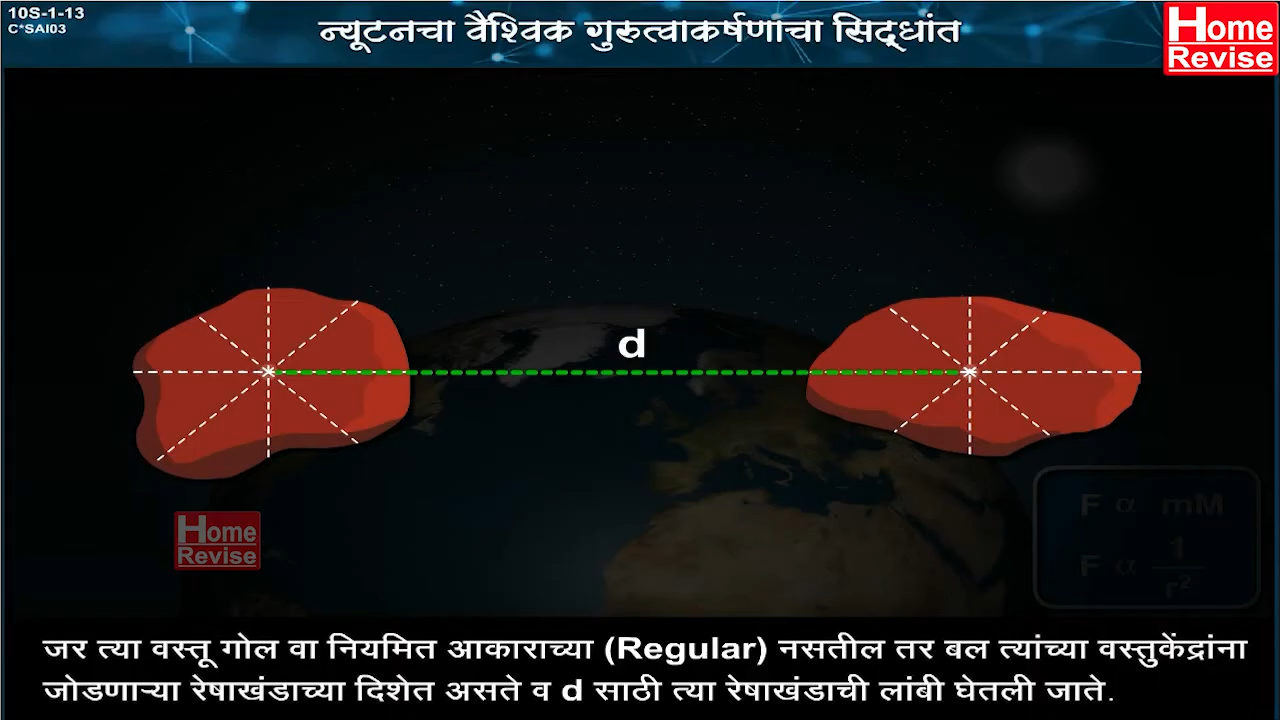 10S-1-13
C*SAI03
न्यूटनचा वैश्विक गुरुत्वाकर्षणाचा सिद्धांत
Home
Revise
d
Home
Revise
F α mM
F α 1/r²
जर त्या वस्तू गोल वा नियमित आकाराच्या (Regular) नसतील तर बल त्यांच्या वस्तुकेंद्रांना
जोडणाऱ्या रेषाखंडाच्या दिशेत असते व d साठी त्या रेषाखंडाची लांबी घेतली जाते.